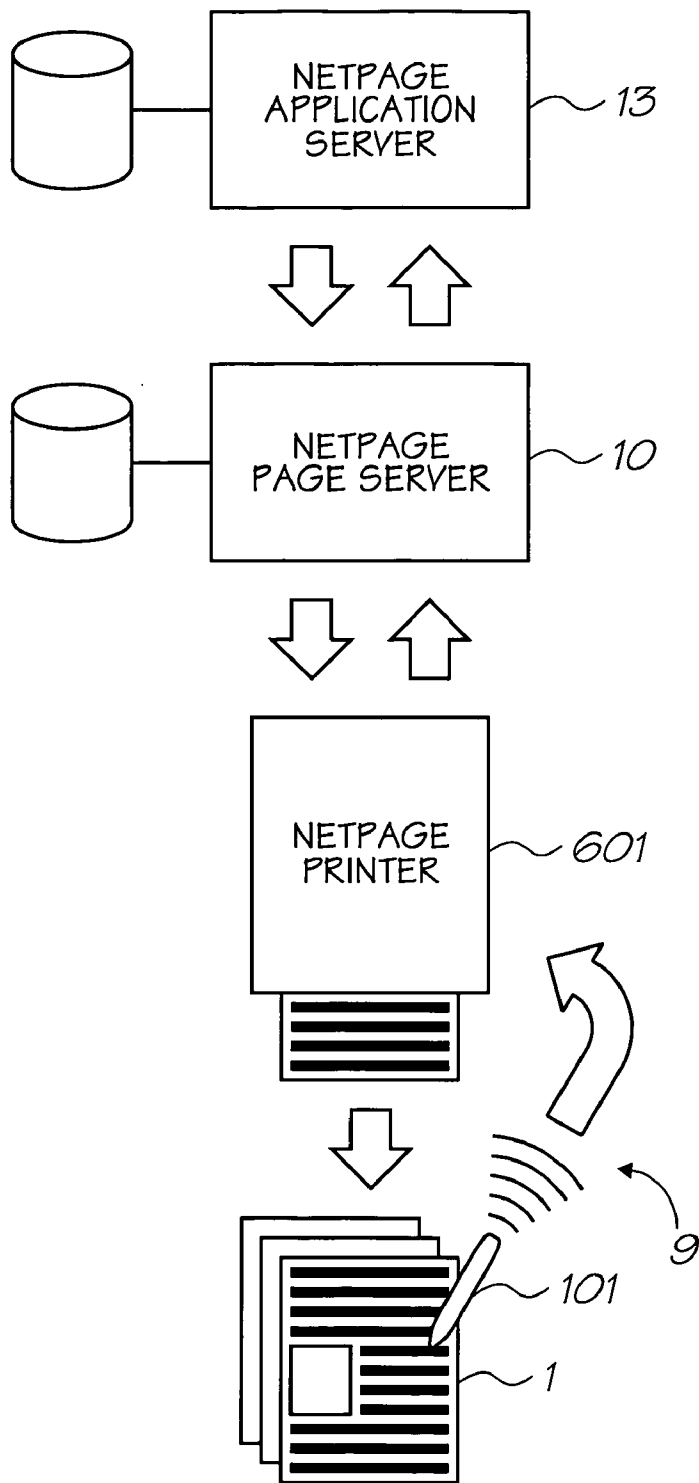 NETPAGE
APPLICATION
SERVER
13
NETPAGE
PAGE SERVER
10
NETPAGE
PRINTER
601
9
101
1